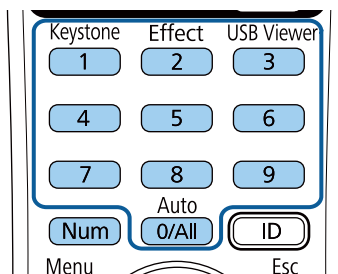 Keystone Effect USB Viewer
1 2 3
4 5 6
7 8 9
Auto
Num 0/All ID
Menu Esc